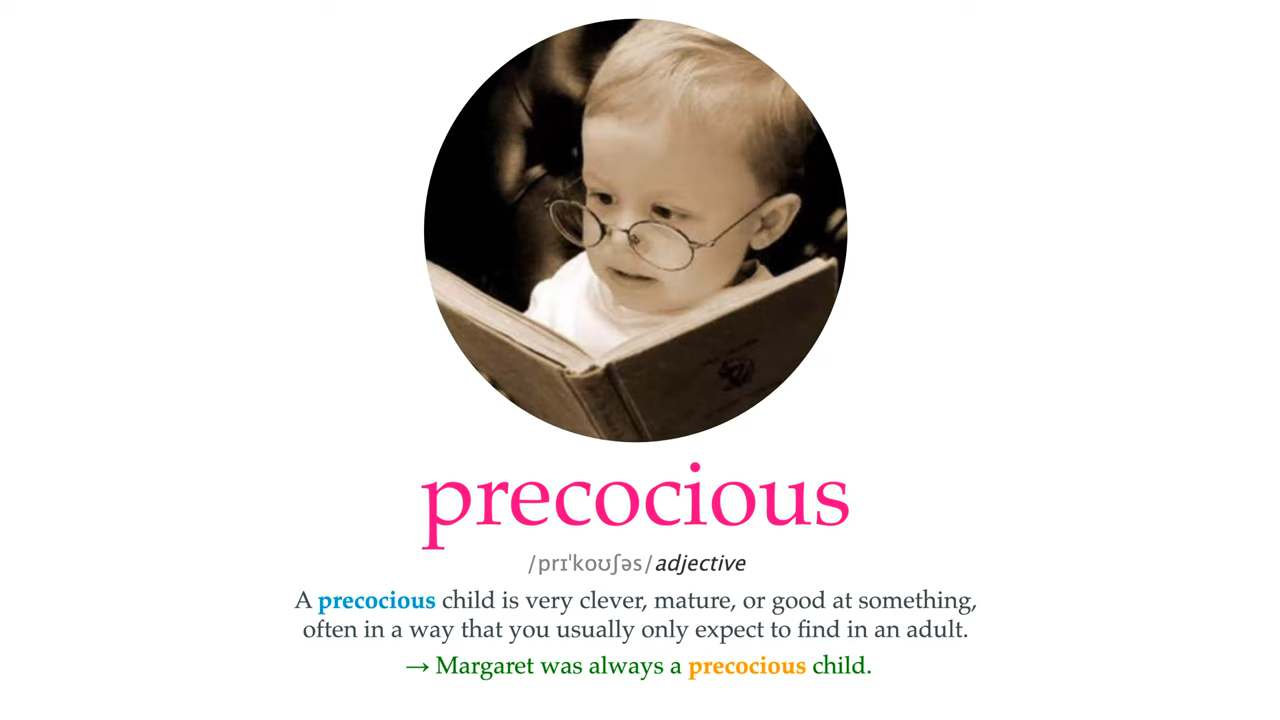 precocious
/prɪˈkoʊʃəs/adjective
A precocious child is very clever, mature, or good at something,
often in a way that you usually only expect to find in an adult.
→ Margaret was always a precocious child.